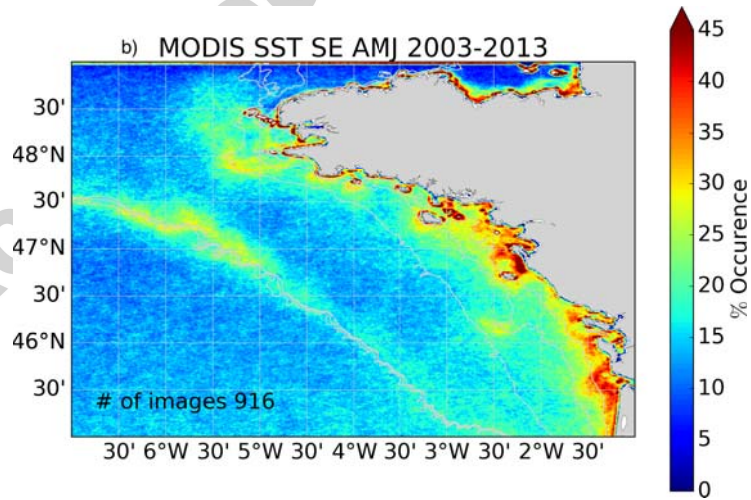 b) MODIS SST SE AMJ 2003-2013
45
40
35
30
25
20
15
10
5
0
% Occurence
30'
48°N
30'
47°N
30'
46°N
30'
# of images 916
30' 6°W 30' 5°W 30' 4°W 30' 3°W 30' 2°W 30'